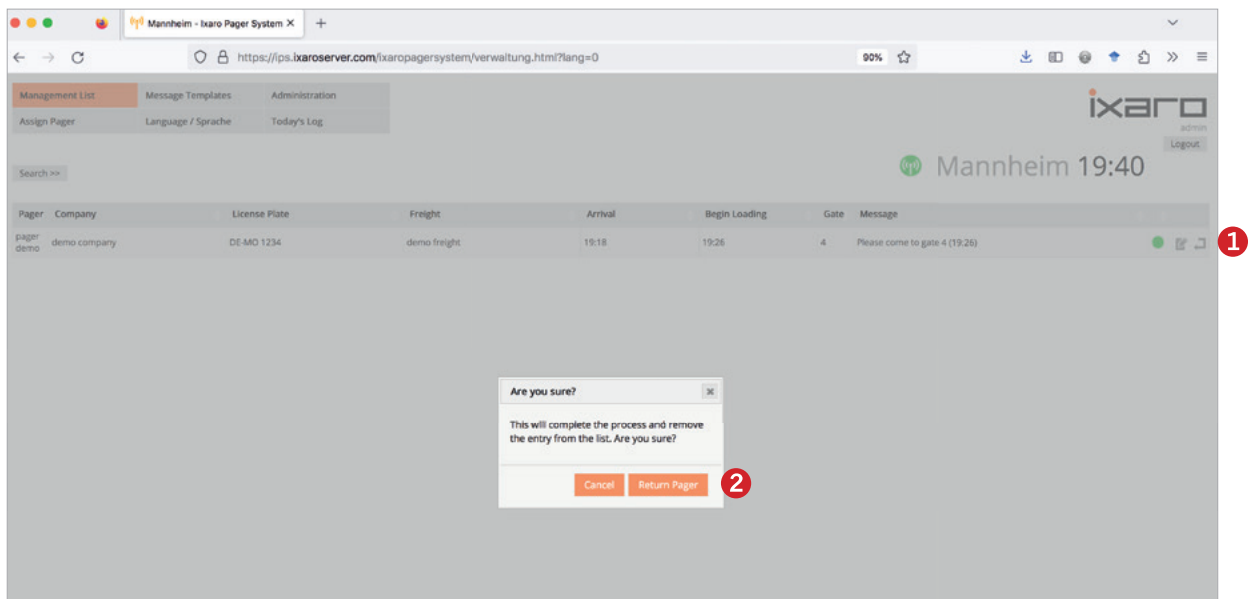 Mannheim - Ixaro Pager System
https://ips.ixaroserver.com/ixaropagersystem/verwaltung.html?lang=0
90%
Management List Message Templates Administration
Assign Pager Language / Sprache Today's Log
ixaro
admin
Logout
Mannheim 19:40
Search >>
Pager Company License Plate Freight Arrival Begin Loading Gate Message
pager demo demo company DE-MO 1234 demo freight 19:18 19:26 4 Please come to gate 4 (19:26)
1
Are you sure?
This will complete the process and remove
the entry from the list. Are you sure?
Cancel Return Pager
2